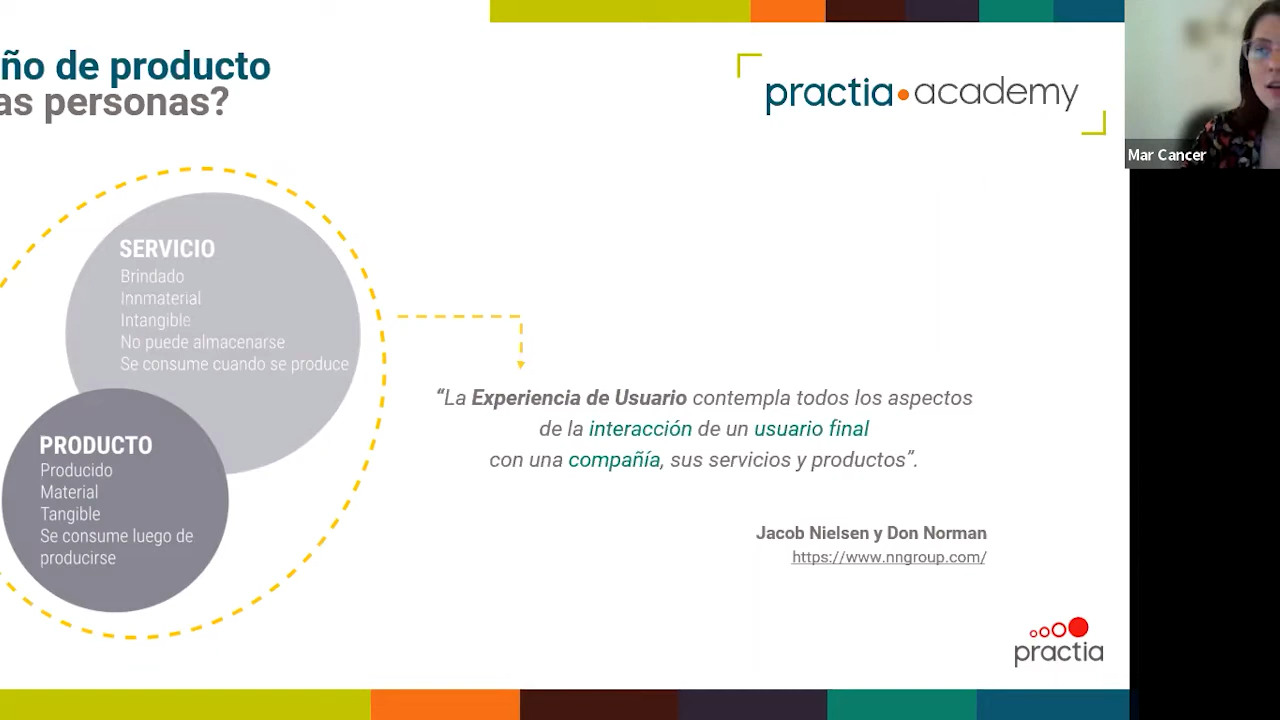 ño de producto
as personas?
practia academy
Mar Cancer
SERVICIO
Brindado
Innmaterial
Intangible
No puede almacenarse
Se consume cuando se produce
PRODUCTO
Producido
Material
Tangible
Se consume luego de
producirse
“La Experiencia de Usuario contempla todos los aspectos
de la interacción de un usuario final
con una compañía, sus servicios y productos”.
Jacob Nielsen y Don Norman
https://www.nngroup.com/
practia